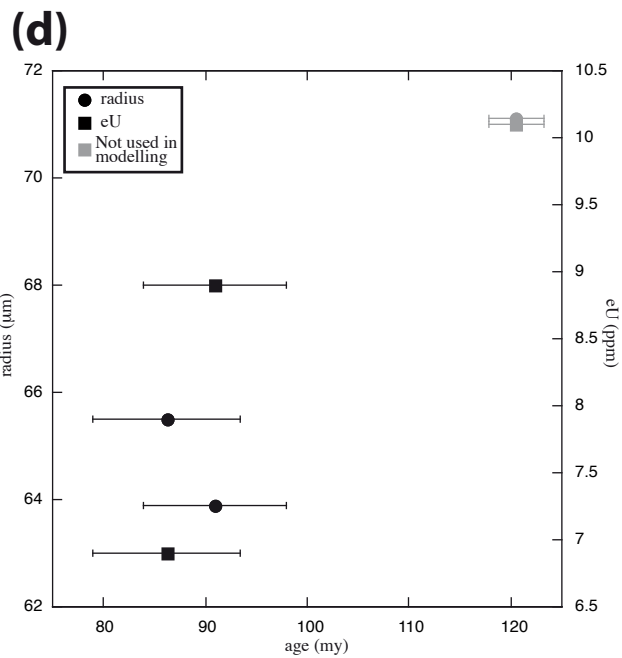 (d)
72
70
68
66
64
62
radius (μm)
radius
eU
Not used in
modelling
10.5
10
9.5
9
8.5
8
7.5
7
6.5
eU (ppm)
80
90
100
110
120
age (my)